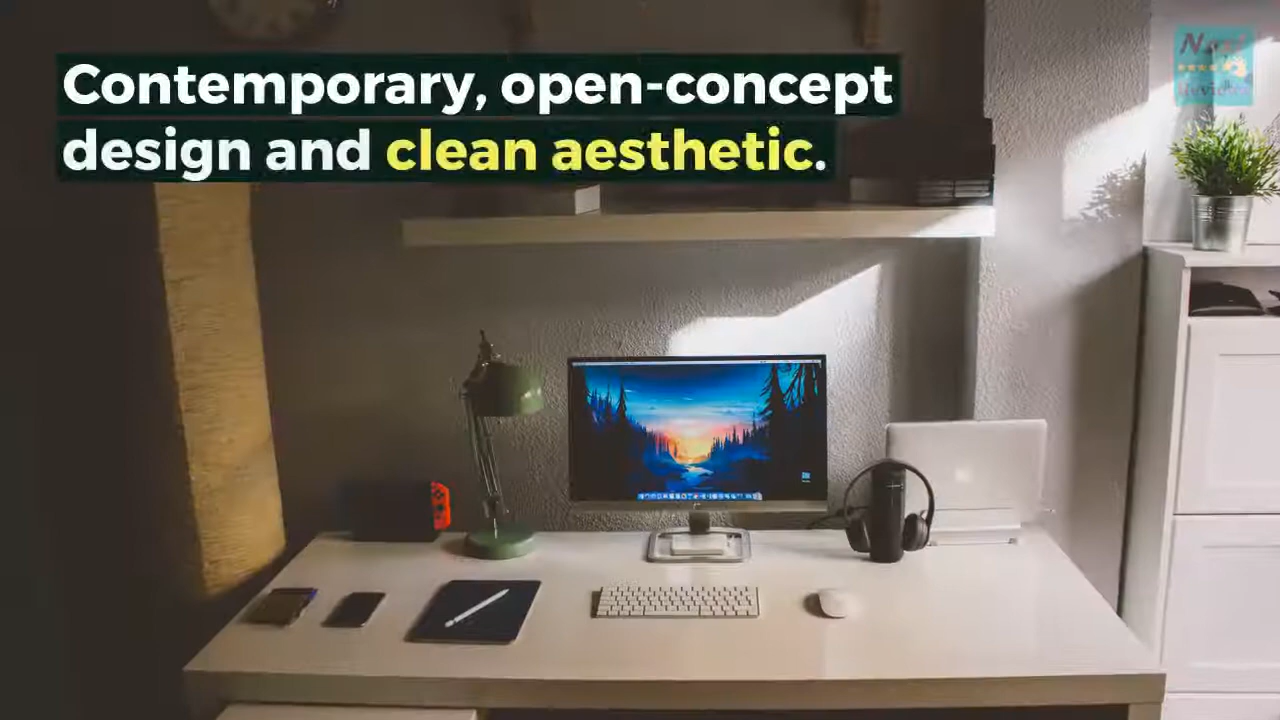 Contemporary, open-concept
design and clean aesthetic.